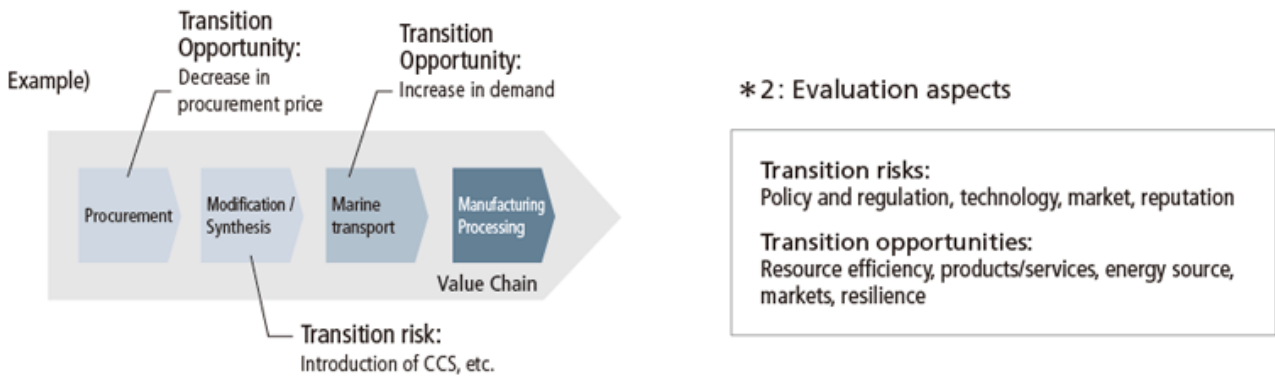 Example)
Transition
Opportunity:
Decrease in
procurement price
Transition
Opportunity:
Increase in demand
Procurement
Modification /
Synthesis
Marine
transport
Manufacturing
Processing
Value Chain
Transition risk:
Introduction of CCS, etc.
*2: Evaluation aspects
Transition risks:
Policy and regulation, technology, market, reputation
Transition opportunities:
Resource efficiency, products/services, energy source,
markets, resilience